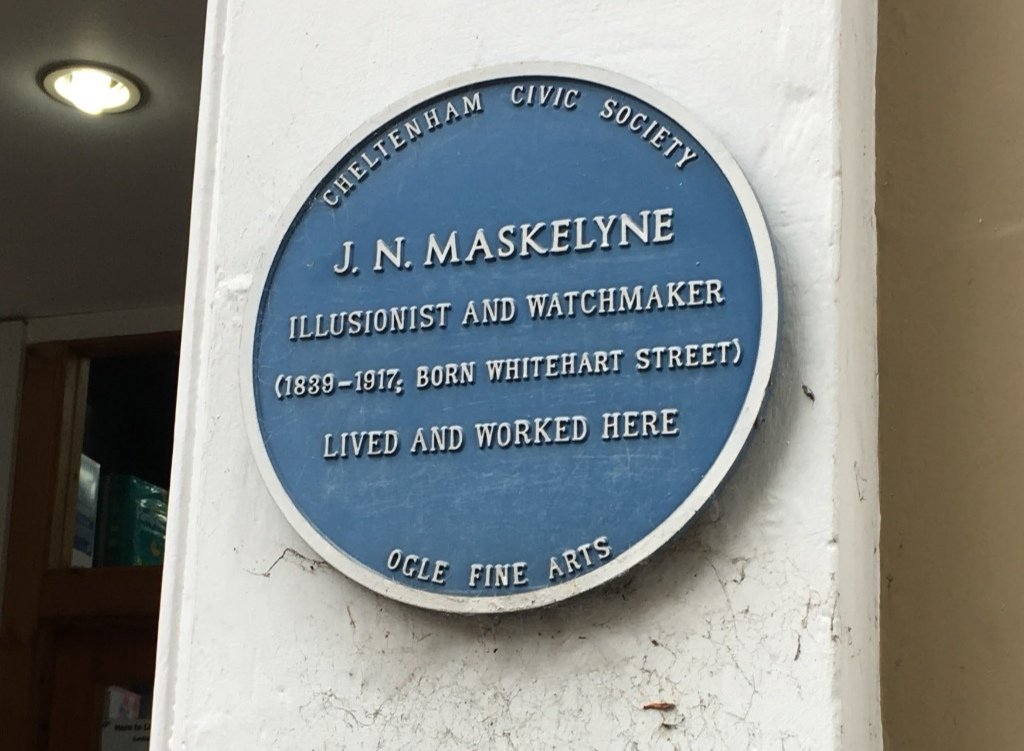 CHELTENHAM CIVIC SOCIETY
J. N. MASKELYNE
ILLUSIONIST AND WATCHMAKER
(1839-1917; BORN WHITEHART STREET)
LIVED AND WORKED HERE
OGLE FINE ARTS